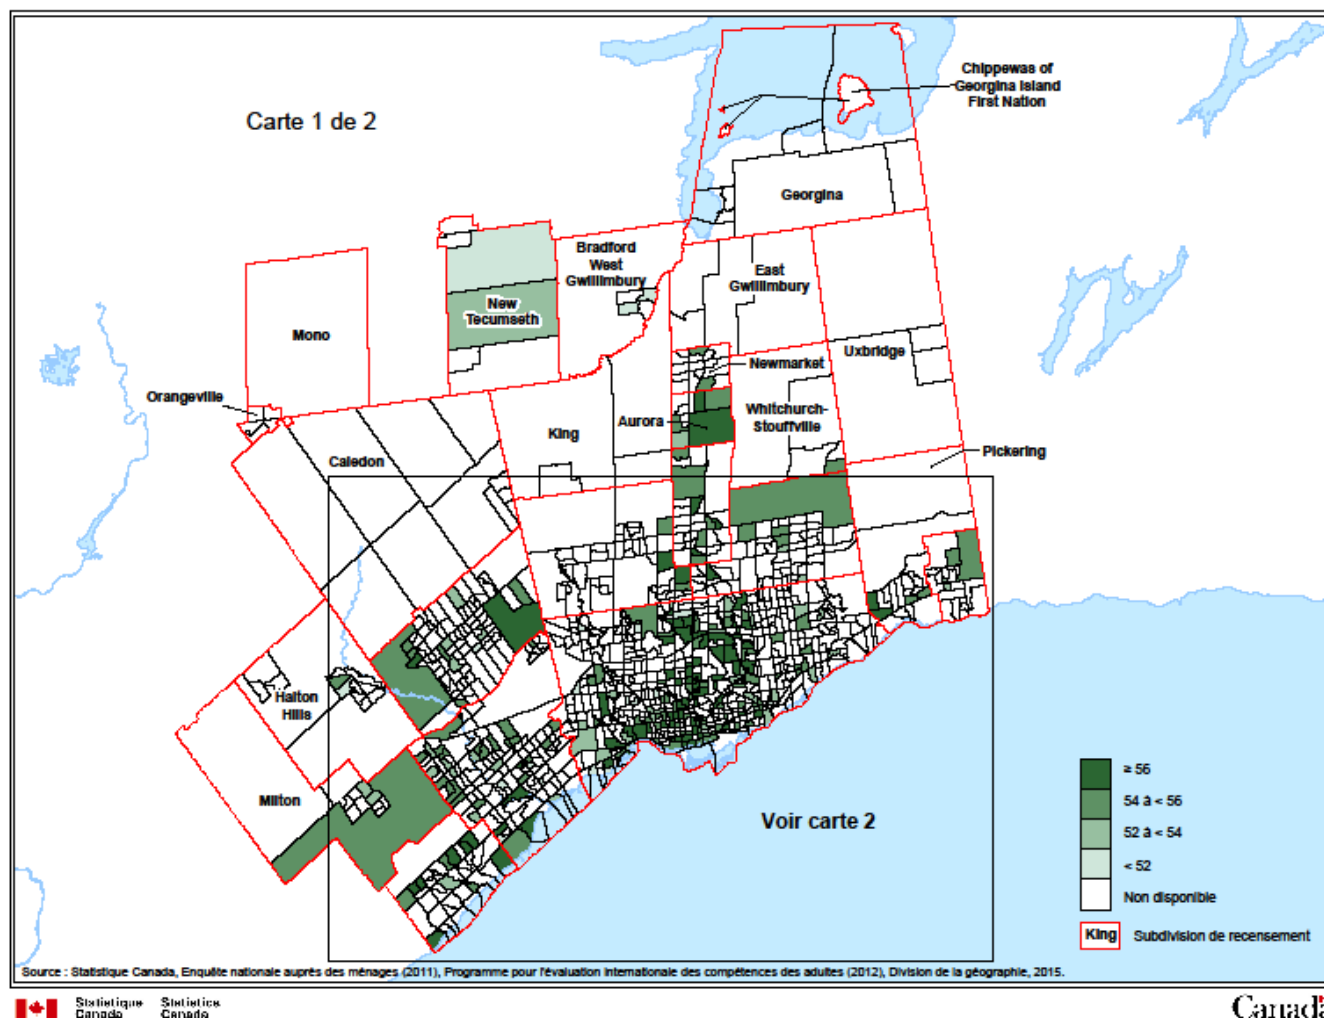 Carte 1 de 2
Chippewas of
Georgina Island
First Nation
Georgina
Bradford
West
Gwillimbury
East
Gwillimbury
New
Tecumseth
Mono
Uxbridge
Newmarket
Orangeville
Whitchurch-
Stouffville
Aurora
King
Pickering
Caledon
Halton
Hills
Milton
Voir carte 2
≥ 56
54 à < 56
52 à < 54
< 52
Non disponible
King Subdivision de recensement
Source : Statistique Canada, Enquête nationale auprès des ménages (2011), Programme pour l'évaluation internationale des compétences des adultes (2012), Division de la géographie, 2015.
Statistique Statistics
Canada Canada
Canada